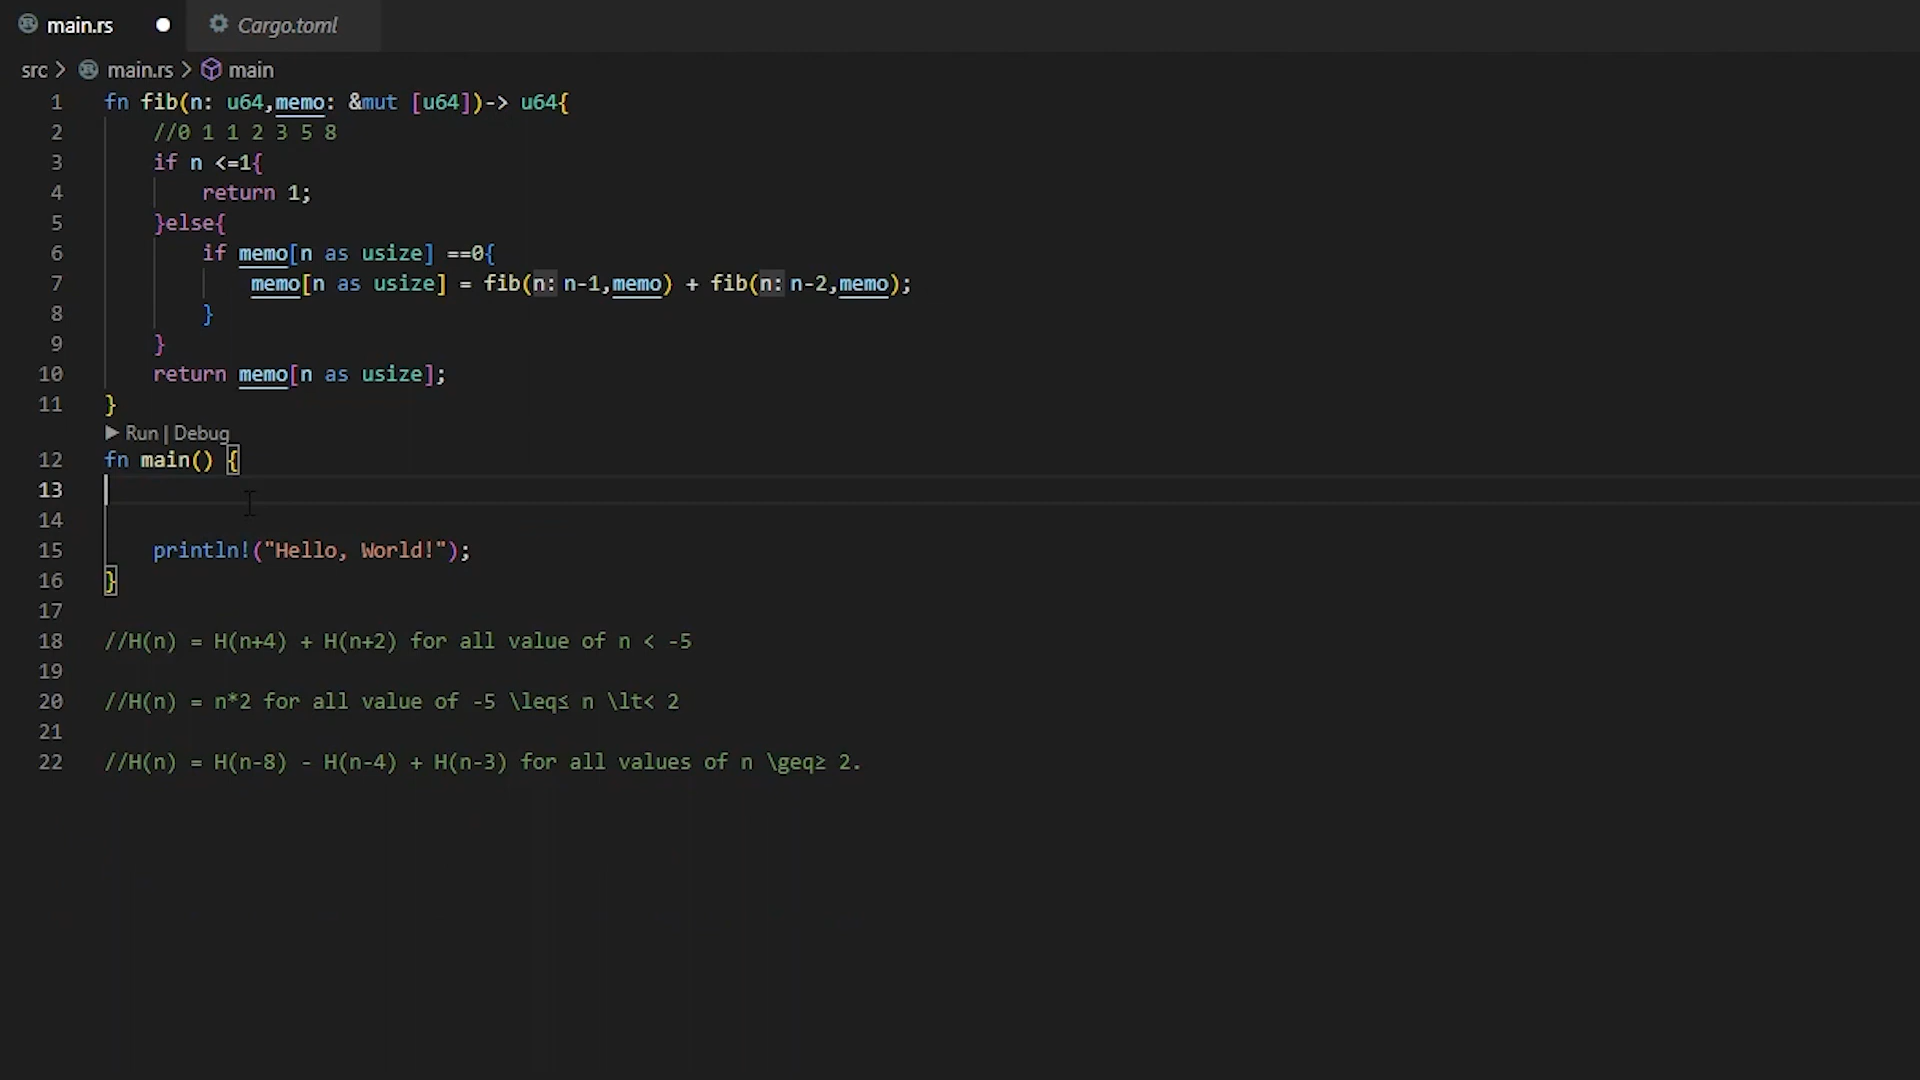 main.rs Cargo.toml
src > main.rs > main
1 fn fib(n: u64,memo: &mut [u64])-> u64{
2 //0 1 1 2 3 5 8
3 if n <=1{
4 return 1;
5 }else{
6 if memo[n as usize] ==0{
7 memo[n as usize] = fib(n: n-1,memo) + fib(n: n-2,memo);
8 }
9 }
10 return memo[n as usize];
11 }
▶ Run | Debug
12 fn main() {
13
14
15 println!("Hello, World!");
16 }
17
18 //H(n) = H(n+4) + H(n+2) for all value of n < -5
19
20 //H(n) = n*2 for all value of -5 \leq≤ n \lt< 2
21
22 //H(n) = H(n-8) - H(n-4) + H(n-3) for all values of n \geq≥ 2.